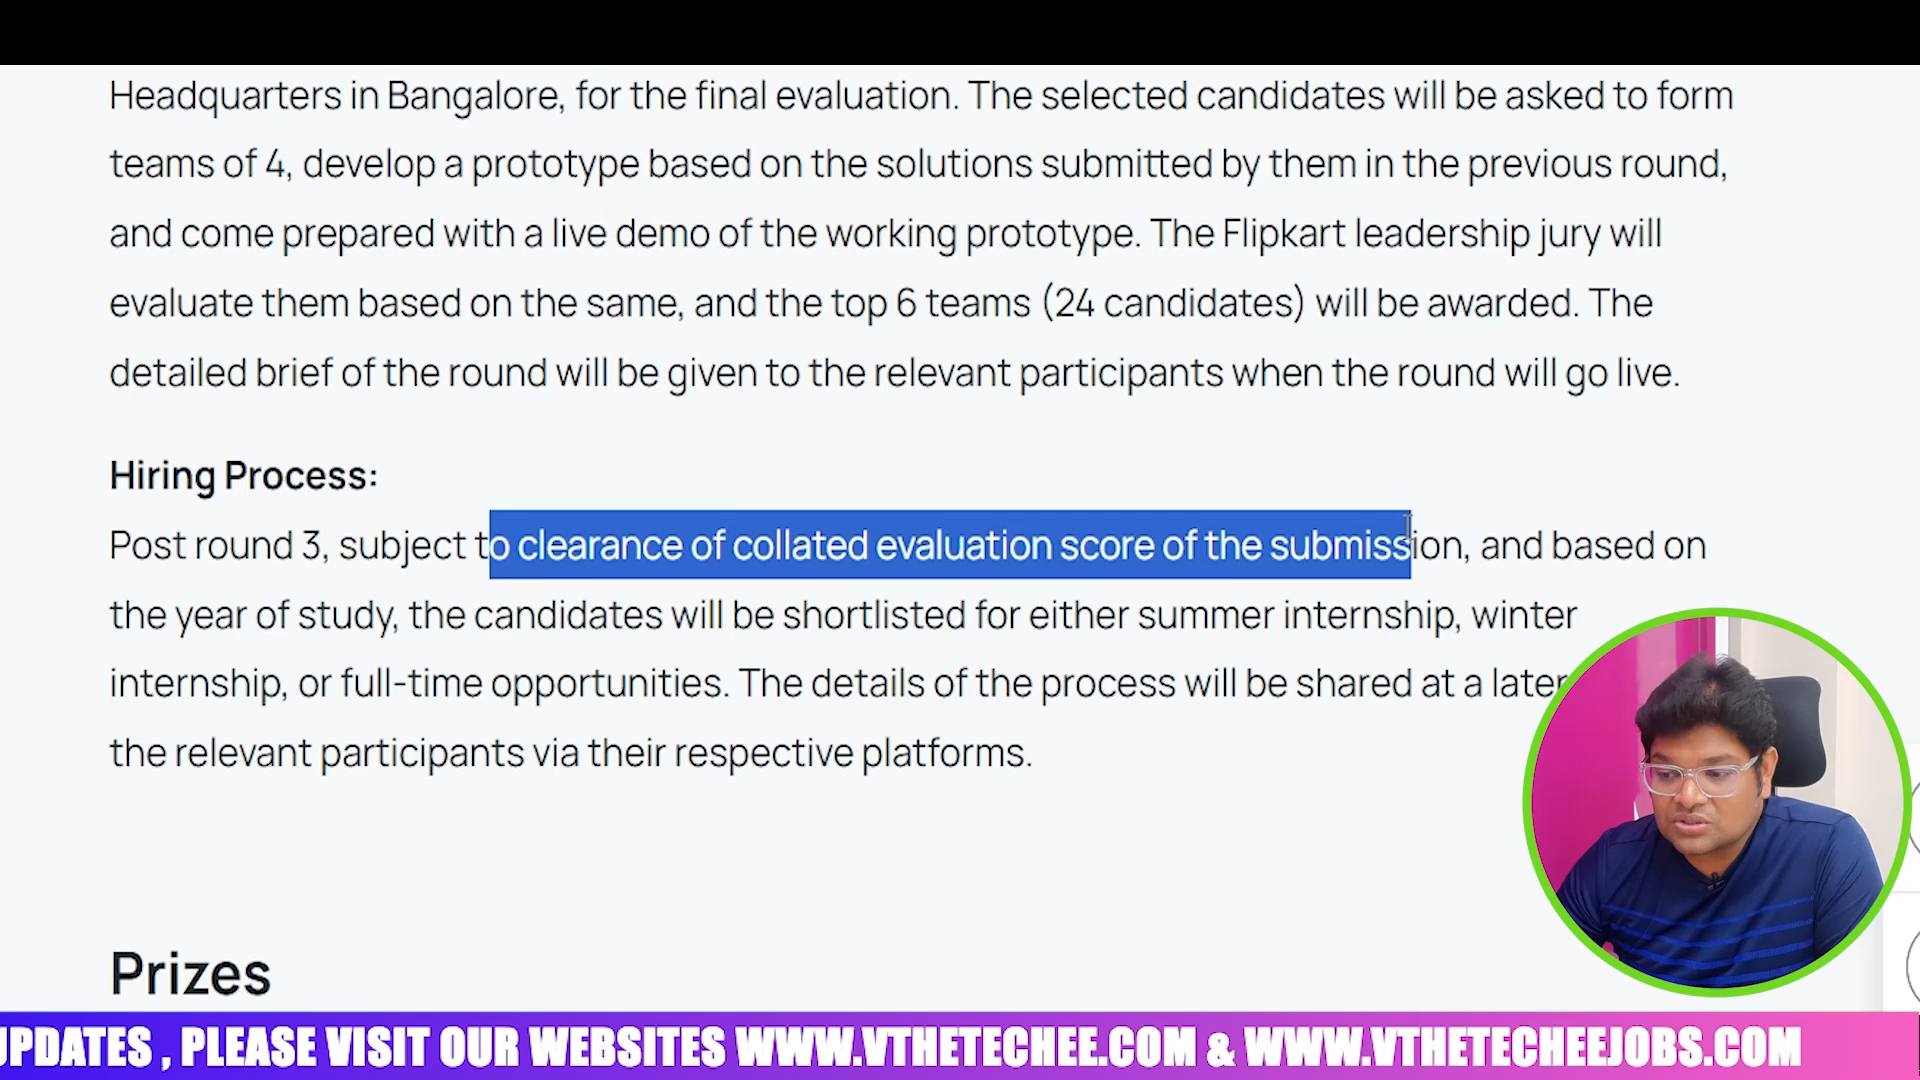 Headquarters in Bangalore, for the final evaluation. The selected candidates will be asked to form
teams of 4, develop a prototype based on the solutions submitted by them in the previous round,
and come prepared with a live demo of the working prototype. The Flipkart leadership jury will
evaluate them based on the same, and the top 6 teams (24 candidates) will be awarded. The
detailed brief of the round will be given to the relevant participants when the round will go live.
Hiring Process:
Post round 3, subject to clearance of collated evaluation score of the submission, and based on
the year of study, the candidates will be shortlisted for either summer internship, winter
internship, or full-time opportunities. The details of the process will be shared at a later
the relevant participants via their respective platforms.
Prizes
UPDATES , PLEASE VISIT OUR WEBSITES WWW.VTHETECHEE.COM & WWW.VTHETECHEEJOBS.COM